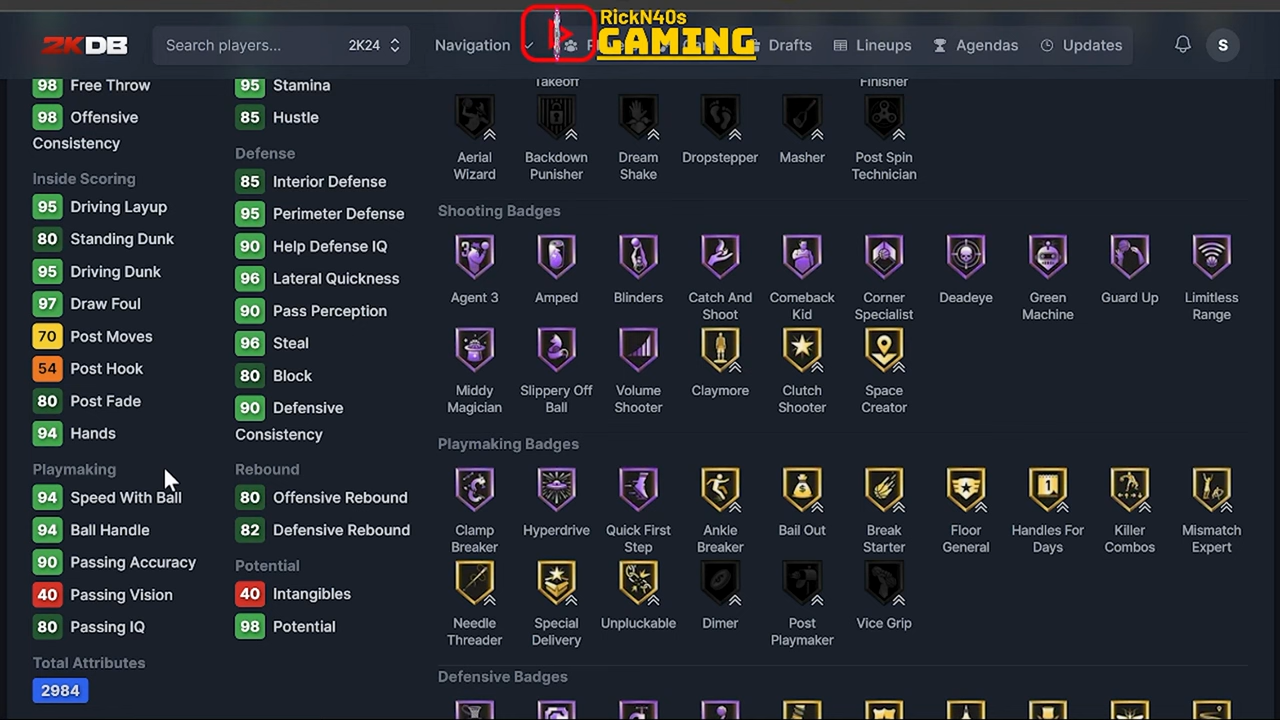 RickN40s
GAMING
2KDB
Search players...
2K24
Navigation
Drafts
Lineups
Agendas
Updates
S
98 Free Throw
98 Offensive
Consistency
Inside Scoring
95 Driving Layup
80 Standing Dunk
95 Driving Dunk
97 Draw Foul
70 Post Moves
54 Post Hook
80 Post Fade
94 Hands
Playmaking
94 Speed With Ball
94 Ball Handle
90 Passing Accuracy
40 Passing Vision
80 Passing IQ
Total Attributes
2984
95 Stamina
85 Hustle
Defense
85 Interior Defense
95 Perimeter Defense
90 Help Defense IQ
96 Lateral Quickness
90 Pass Perception
96 Steal
80 Block
90 Defensive
Consistency
Rebound
80 Offensive Rebound
82 Defensive Rebound
Potential
40 Intangibles
98 Potential
Takeoff
Finisher
Aerial
Wizard
Backdown
Punisher
Dream
Shake
Dropstepper
Masher
Post Spin
Technician
Shooting Badges
Agent 3
Amped
Blinders
Catch And
Shoot
Comeback
Kid
Corner
Specialist
Deadeye
Green
Machine
Guard Up
Limitless
Range
Middy
Magician
Slippery Off
Ball
Volume
Shooter
Claymore
Clutch
Shooter
Space
Creator
Playmaking Badges
Clamp
Breaker
Hyperdrive
Quick First
Step
Ankle
Breaker
Bail Out
Break
Starter
Floor
General
Handles For
Days
Killer
Combos
Mismatch
Expert
Needle
Threader
Special
Delivery
Unpluckable
Dimer
Post
Playmaker
Vice Grip
Defensive Badges